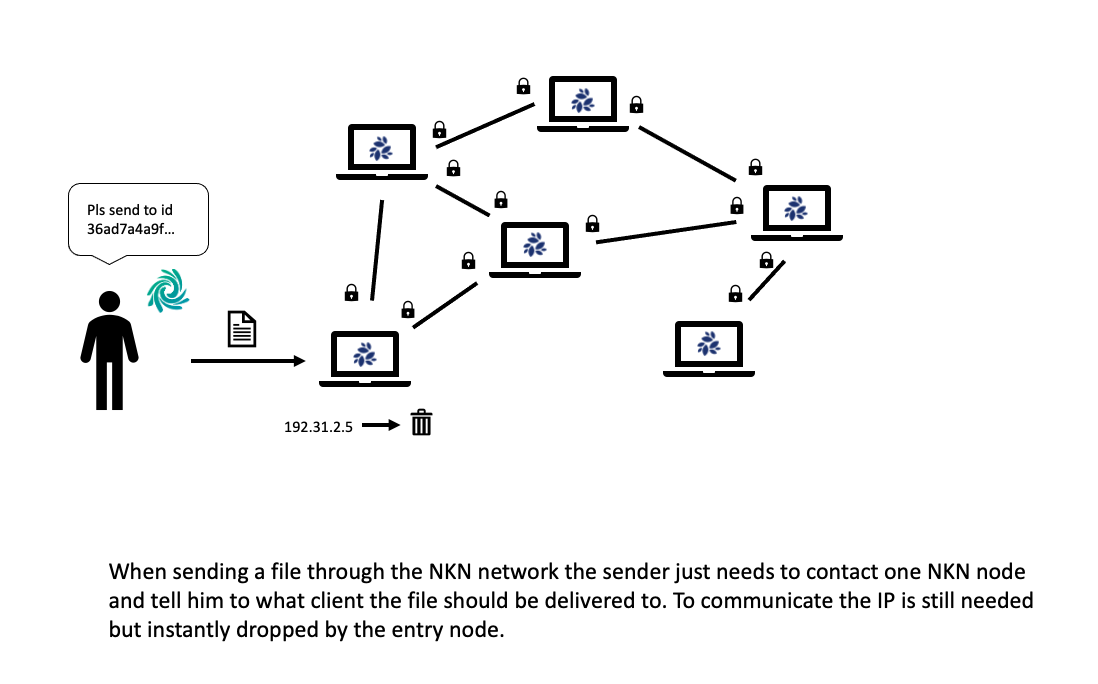 Pls send to id
36ad7a4a9f...
192.31.2.5
When sending a file through the NKN network the sender just needs to contact one NKN node
and tell him to what client the file should be delivered to. To communicate the IP is still needed
but instantly dropped by the entry node.